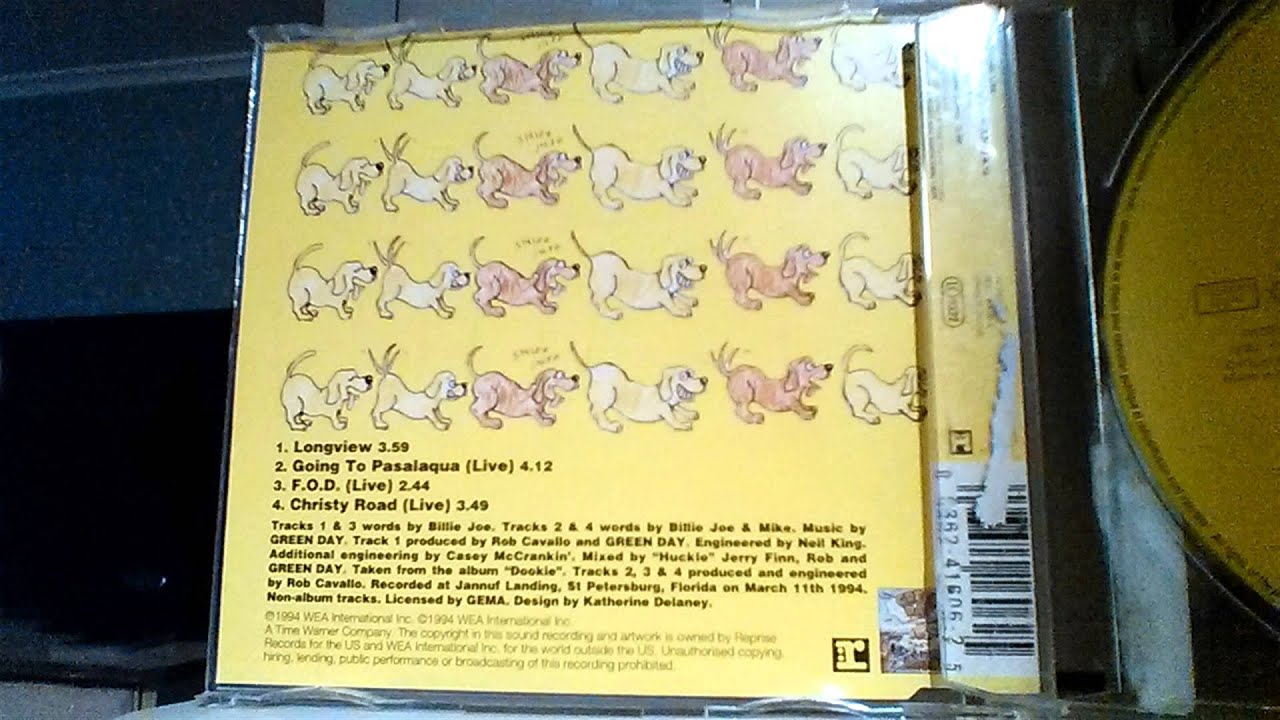 1. Longview 3.59
2. Going To Pasalaqua (Live) 4.12
3. F.O.D. (Live) 2.44
4. Christy Road (Live) 3.49
Tracks 1 & 3 words by Billie Joe. Tracks 2 & 4 words by Billie Joe & Mike. Music by
GREEN DAY. Track 1 produced by Rob Cavallo and GREEN DAY. Engineered by Neil King.
Additional engineering by Casey McCrankin'. Mixed by "Huckle" Jerry Finn, Rob and
GREEN DAY. Taken from the album "Dookie". Tracks 2, 3 & 4 produced and engineered
by Rob Cavallo. Recorded at Jannuf Landing, St Petersburg, Florida on March 11th 1994.
Non-album tracks. Licensed by GEMA. Design by Katherine Delaney.
℗1994 WEA International Inc. ©1994 WEA International Inc.
A Time Warner Company. The copyright in this sound recording and artwork is owned by Reprise
Records for the US and WEA International Inc. for the world outside the US. Unauthorised copying,
hiring, lending, public performance or broadcasting of this recording prohibited.
r
0 9362-41606-2 5